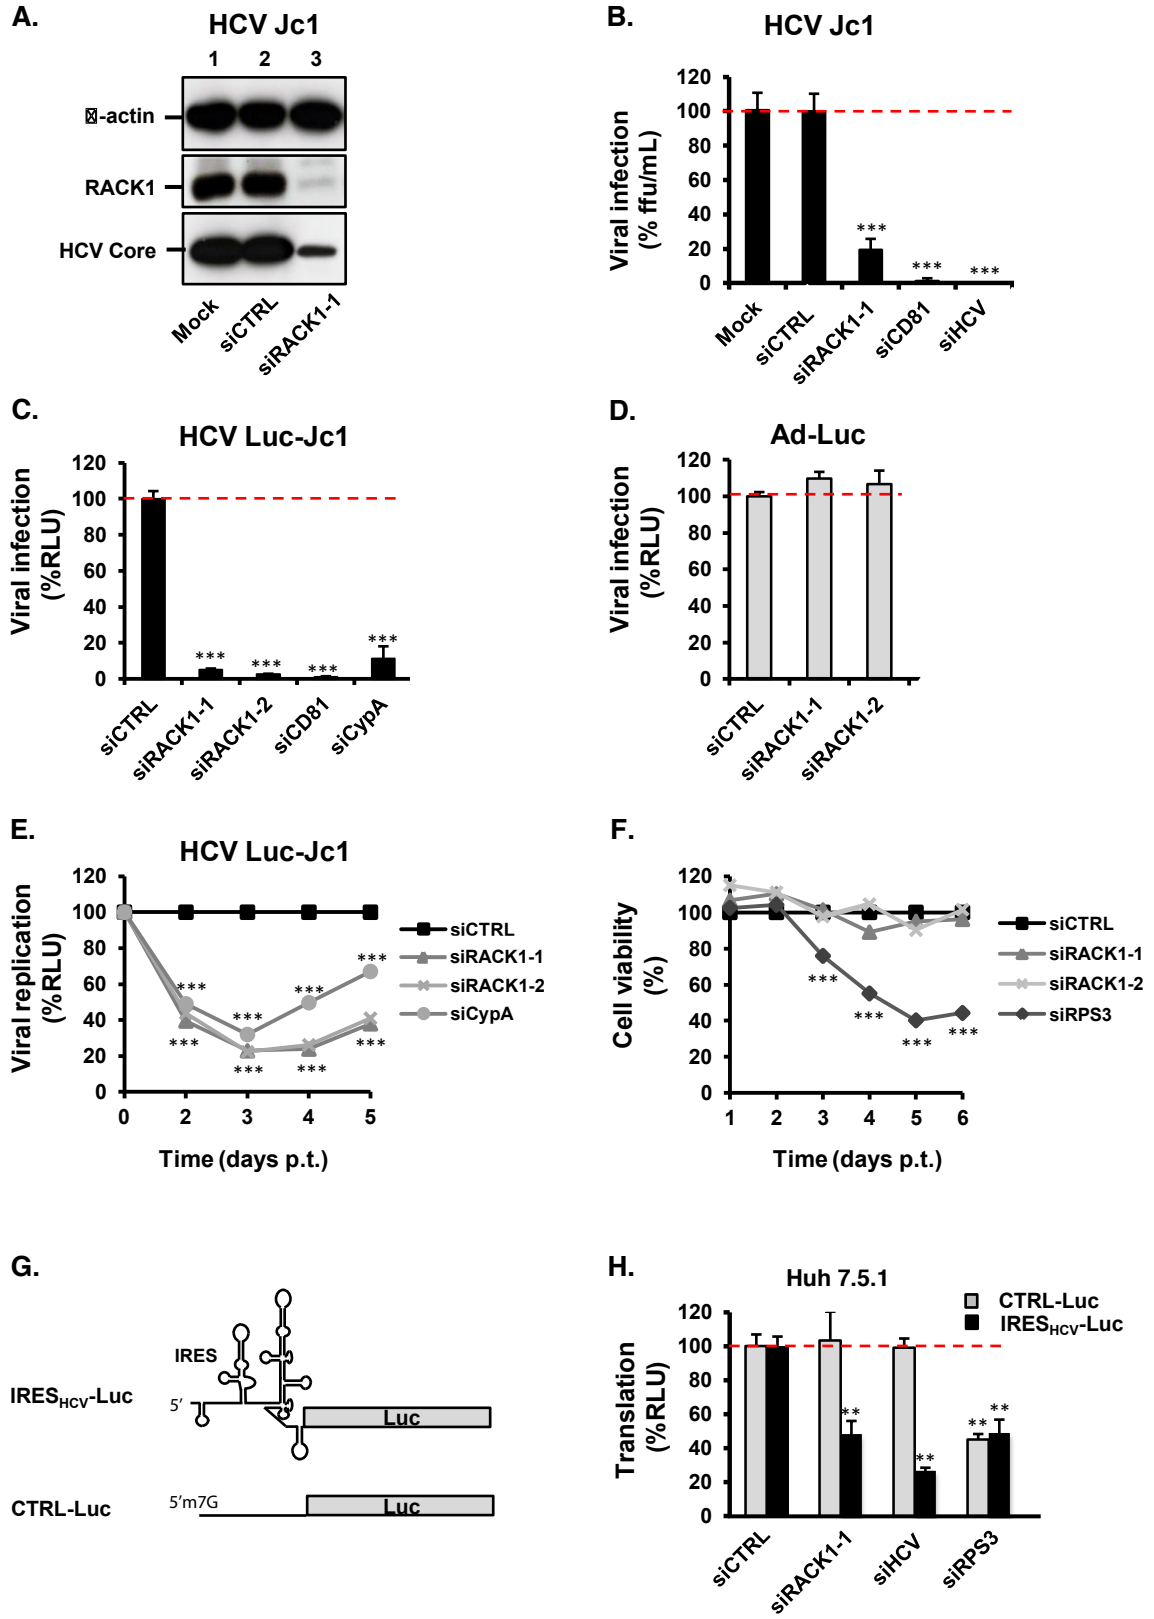 A.
HCV Jc1
1 2 3
☒-actin
RACK1
HCV Core
Mock
siCTRL
siRACK1-1
B.
HCV Jc1
Viral infection
(% ffu/mL)
120
100
80
60
40
20
0
***
***
***
Mock
siCTRL
siRACK1-1
siCD81
siHCV
C.
HCV Luc-Jc1
Viral infection
(%RLU)
120
100
80
60
40
20
0
***
***
***
***
siCTRL
siRACK1-1
siRACK1-2
siCD81
siCypA
D.
Ad-Luc
Viral infection
(%RLU)
120
100
80
60
40
20
0
siCTRL
siRACK1-1
siRACK1-2
E.
HCV Luc-Jc1
Viral replication
(%RLU)
120
100
80
60
40
20
0
***
***
***
***
***
***
***
***
0 2 3 4 5
Time (days p.t.)
siCTRL
siRACK1-1
siRACK1-2
siCypA
F.
Cell viability
(%)
120
100
80
60
40
20
0
***
***
***
***
1 2 3 4 5 6
Time (days p.t.)
siCTRL
siRACK1-1
siRACK1-2
siRPS3
G.
IRES
IRESHCV-Luc
5′
Luc
CTRL-Luc
5′m7G
Luc
H.
Huh 7.5.1
CTRL-Luc
IRESHCV-Luc
Translation
(%RLU)
120
100
80
60
40
20
0
**
**
** **
siCTRL
siRACK1-1
siHCV
siRPS3